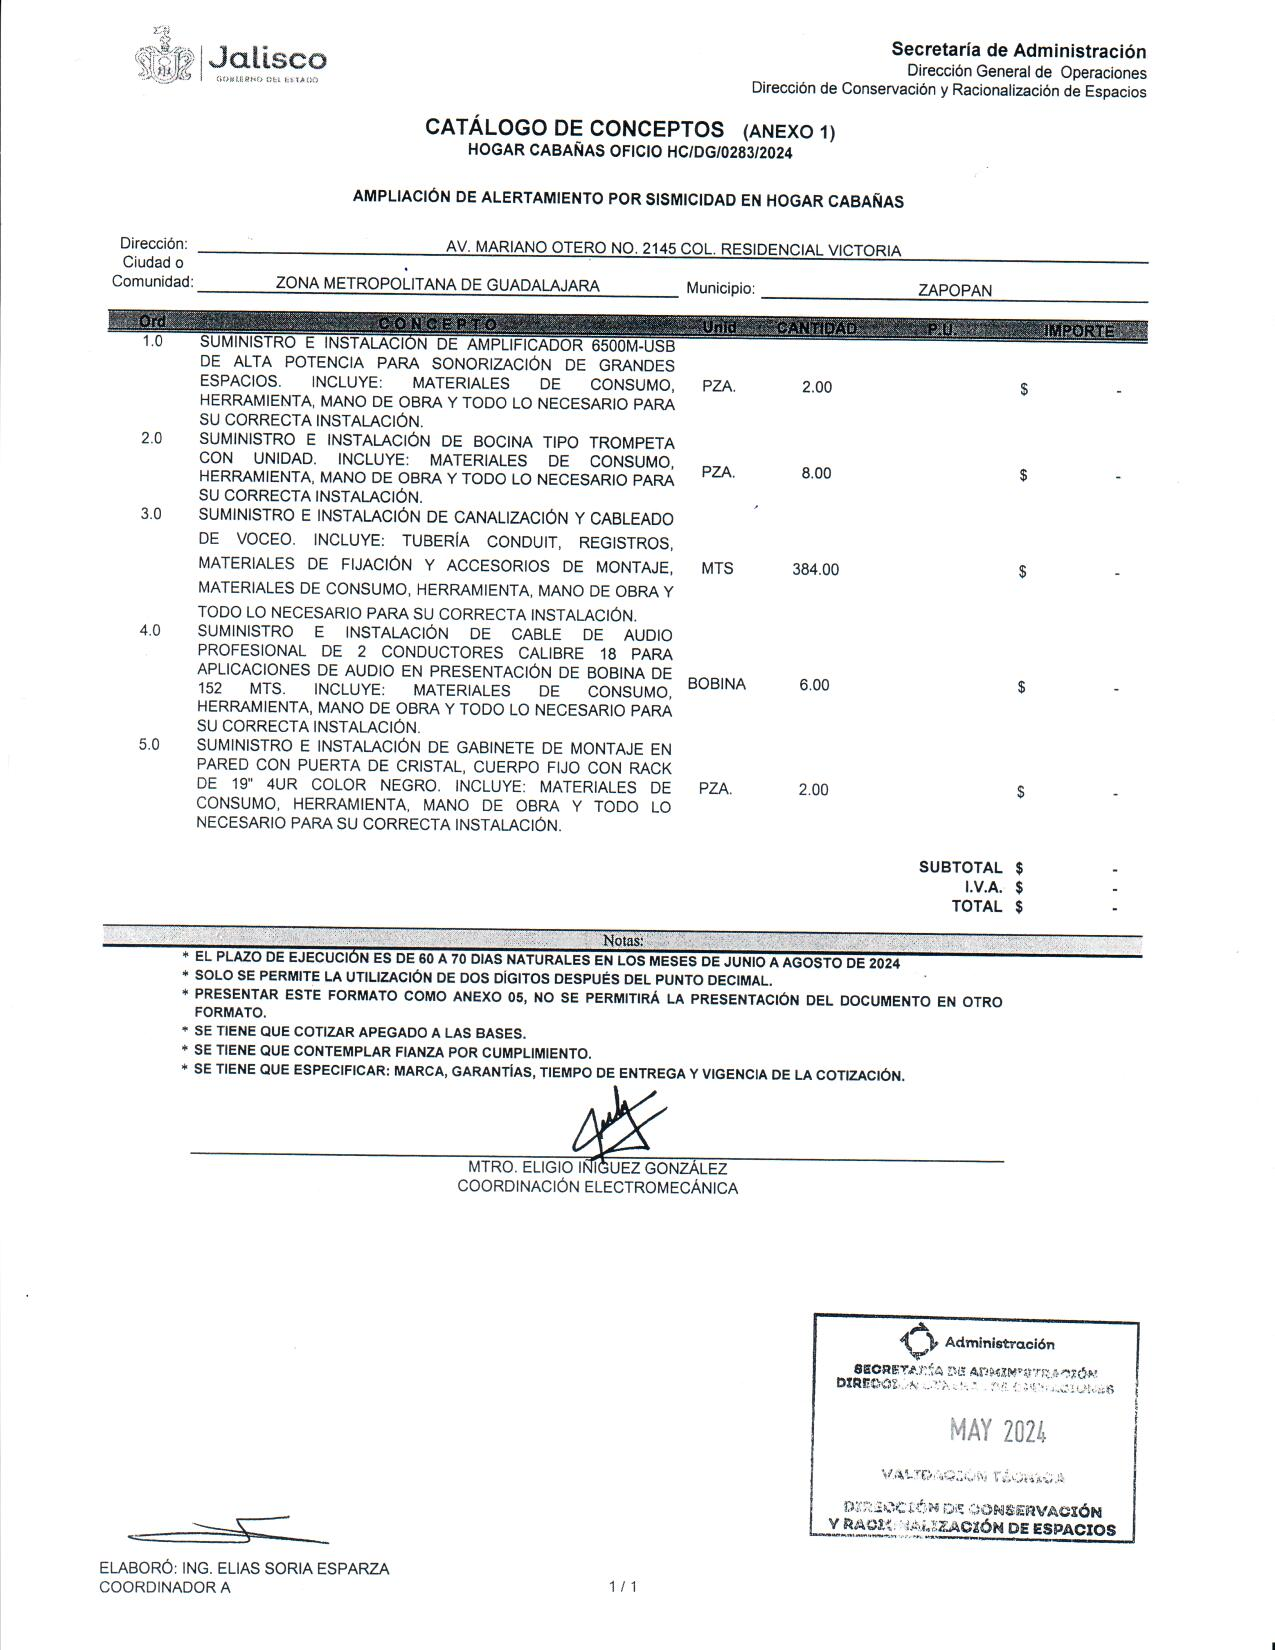 Jalisco
GOBIERNO DEL ESTADO
Secretaría de Administración
Dirección General de Operaciones
Dirección de Conservación y Racionalización de Espacios
CATÁLOGO DE CONCEPTOS (ANEXO 1)
HOGAR CABAÑAS OFICIO HC/DG/0283/2024
AMPLIACIÓN DE ALERTAMIENTO POR SISMICIDAD EN HOGAR CABAÑAS
Dirección: AV. MARIANO OTERO NO. 2145 COL. RESIDENCIAL VICTORIA
Ciudad o
Comunidad: ZONA METROPOLITANA DE GUADALAJARA Municipio: ZAPOPAN
Ord CONCEPTO Unid CANTIDAD P.U. IMPORTE
1.0 SUMINISTRO E INSTALACIÓN DE AMPLIFICADOR 6500M-USB
DE ALTA POTENCIA PARA SONORIZACIÓN DE GRANDES
ESPACIOS. INCLUYE: MATERIALES DE CONSUMO, PZA. 2.00 $ -
HERRAMIENTA, MANO DE OBRA Y TODO LO NECESARIO PARA
SU CORRECTA INSTALACIÓN.
2.0 SUMINISTRO E INSTALACIÓN DE BOCINA TIPO TROMPETA
CON UNIDAD. INCLUYE: MATERIALES DE CONSUMO,
HERRAMIENTA, MANO DE OBRA Y TODO LO NECESARIO PARA PZA. 8.00 $ -
SU CORRECTA INSTALACIÓN.
3.0 SUMINISTRO E INSTALACIÓN DE CANALIZACIÓN Y CABLEADO
DE VOCEO. INCLUYE: TUBERÍA CONDUIT, REGISTROS,
MATERIALES DE FIJACIÓN Y ACCESORIOS DE MONTAJE, MTS 384.00 $ -
MATERIALES DE CONSUMO, HERRAMIENTA, MANO DE OBRA Y
TODO LO NECESARIO PARA SU CORRECTA INSTALACIÓN.
4.0 SUMINISTRO E INSTALACIÓN DE CABLE DE AUDIO
PROFESIONAL DE 2 CONDUCTORES CALIBRE 18 PARA
APLICACIONES DE AUDIO EN PRESENTACIÓN DE BOBINA DE
152 MTS. INCLUYE: MATERIALES DE CONSUMO, BOBINA 6.00 $ -
HERRAMIENTA, MANO DE OBRA Y TODO LO NECESARIO PARA
SU CORRECTA INSTALACIÓN.
5.0 SUMINISTRO E INSTALACIÓN DE GABINETE DE MONTAJE EN
PARED CON PUERTA DE CRISTAL, CUERPO FIJO CON RACK
DE 19" 4UR COLOR NEGRO. INCLUYE: MATERIALES DE PZA. 2.00 $ -
CONSUMO, HERRAMIENTA, MANO DE OBRA Y TODO LO
NECESARIO PARA SU CORRECTA INSTALACIÓN.
SUBTOTAL $ -
I.V.A. $ -
TOTAL $ -
Notas:
* EL PLAZO DE EJECUCIÓN ES DE 60 A 70 DIAS NATURALES EN LOS MESES DE JUNIO A AGOSTO DE 2024
* SOLO SE PERMITE LA UTILIZACIÓN DE DOS DÍGITOS DESPUÉS DEL PUNTO DECIMAL.
* PRESENTAR ESTE FORMATO COMO ANEXO 05, NO SE PERMITIRÁ LA PRESENTACIÓN DEL DOCUMENTO EN OTRO
FORMATO.
* SE TIENE QUE COTIZAR APEGADO A LAS BASES.
* SE TIENE QUE CONTEMPLAR FIANZA POR CUMPLIMIENTO.
* SE TIENE QUE ESPECIFICAR: MARCA, GARANTÍAS, TIEMPO DE ENTREGA Y VIGENCIA DE LA COTIZACIÓN.
MTRO. ELIGIO IÑIGUEZ GONZÁLEZ
COORDINACIÓN ELECTROMECÁNICA
Administración
SECRETARÍA DE ADMINISTRACIÓN
MAY 2024
VALIDACIÓN TÉCNICA
DIRECCIÓN DE CONSERVACIÓN
Y RACIONALIZACIÓN DE ESPACIOS
ELABORÓ: ING. ELIAS SORIA ESPARZA
COORDINADOR A
1 / 1